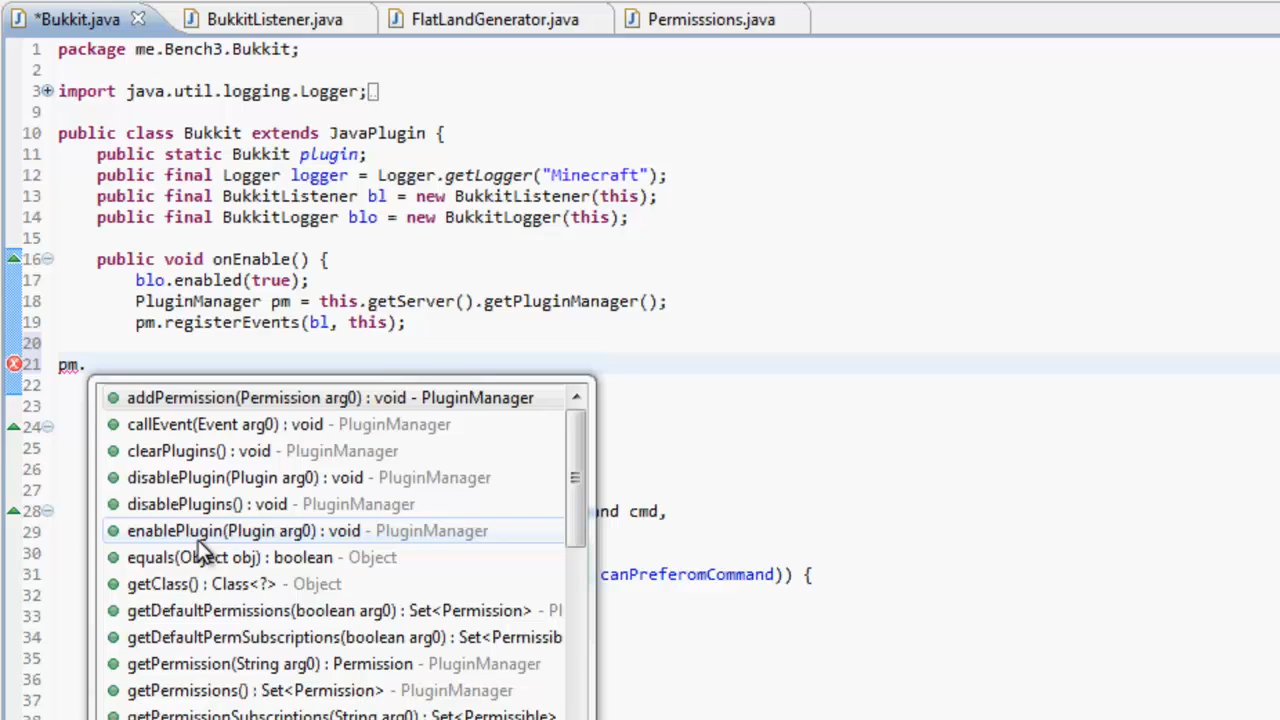 *Bukkit.java BukkitListener.java FlatLandGenerator.java Permisssions.java
1 package me.Bench3.Bukkit;
2
3 import java.util.logging.Logger;
9
10 public class Bukkit extends JavaPlugin {
11 public static Bukkit plugin;
12 public final Logger logger = Logger.getLogger("Minecraft");
13 public final BukkitListener bl = new BukkitListener(this);
14 public final BukkitLogger blo = new BukkitLogger(this);
15
16 public void onEnable() {
17 blo.enabled(true);
18 PluginManager pm = this.getServer().getPluginManager();
19 pm.registerEvents(bl, this);
20
21 pm.
22
addPermission(Permission arg0) : void - PluginManager
23
callEvent(Event arg0) : void - PluginManager
24
25 clearPlugins() : void - PluginManager
26 disablePlugin(Plugin arg0) : void - PluginManager
27
disablePlugins() : void - PluginManager
28 nd cmd,
29 enablePlugin(Plugin arg0) : void - PluginManager
30 equals(Object obj) : boolean - Object
31 canPreferomCommand)) {
getClass() : Class<?> - Object
32
33 getDefaultPermissions(boolean arg0) : Set<Permission> - Pl
34 getDefaultPermSubscriptions(boolean arg0) : Set<Permissib
35 getPermission(String arg0) : Permission - PluginManager
36
getPermissions() : Set<Permission> - PluginManager
37
getPermissionSubscriptions(String arg0) : Set<Permissible>